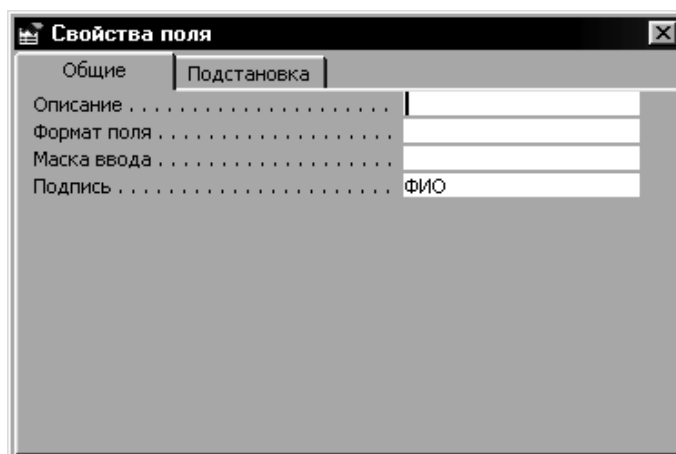 Свойства поля
Общие Подстановка
Описание . . . . . . . . . . . . . . . . . . . . . .
Формат поля . . . . . . . . . . . . . . . . . . .
Маска ввода . . . . . . . . . . . . . . . . . . .
Подпись . . . . . . . . . . . . . . . . . . . . . . . ФИО